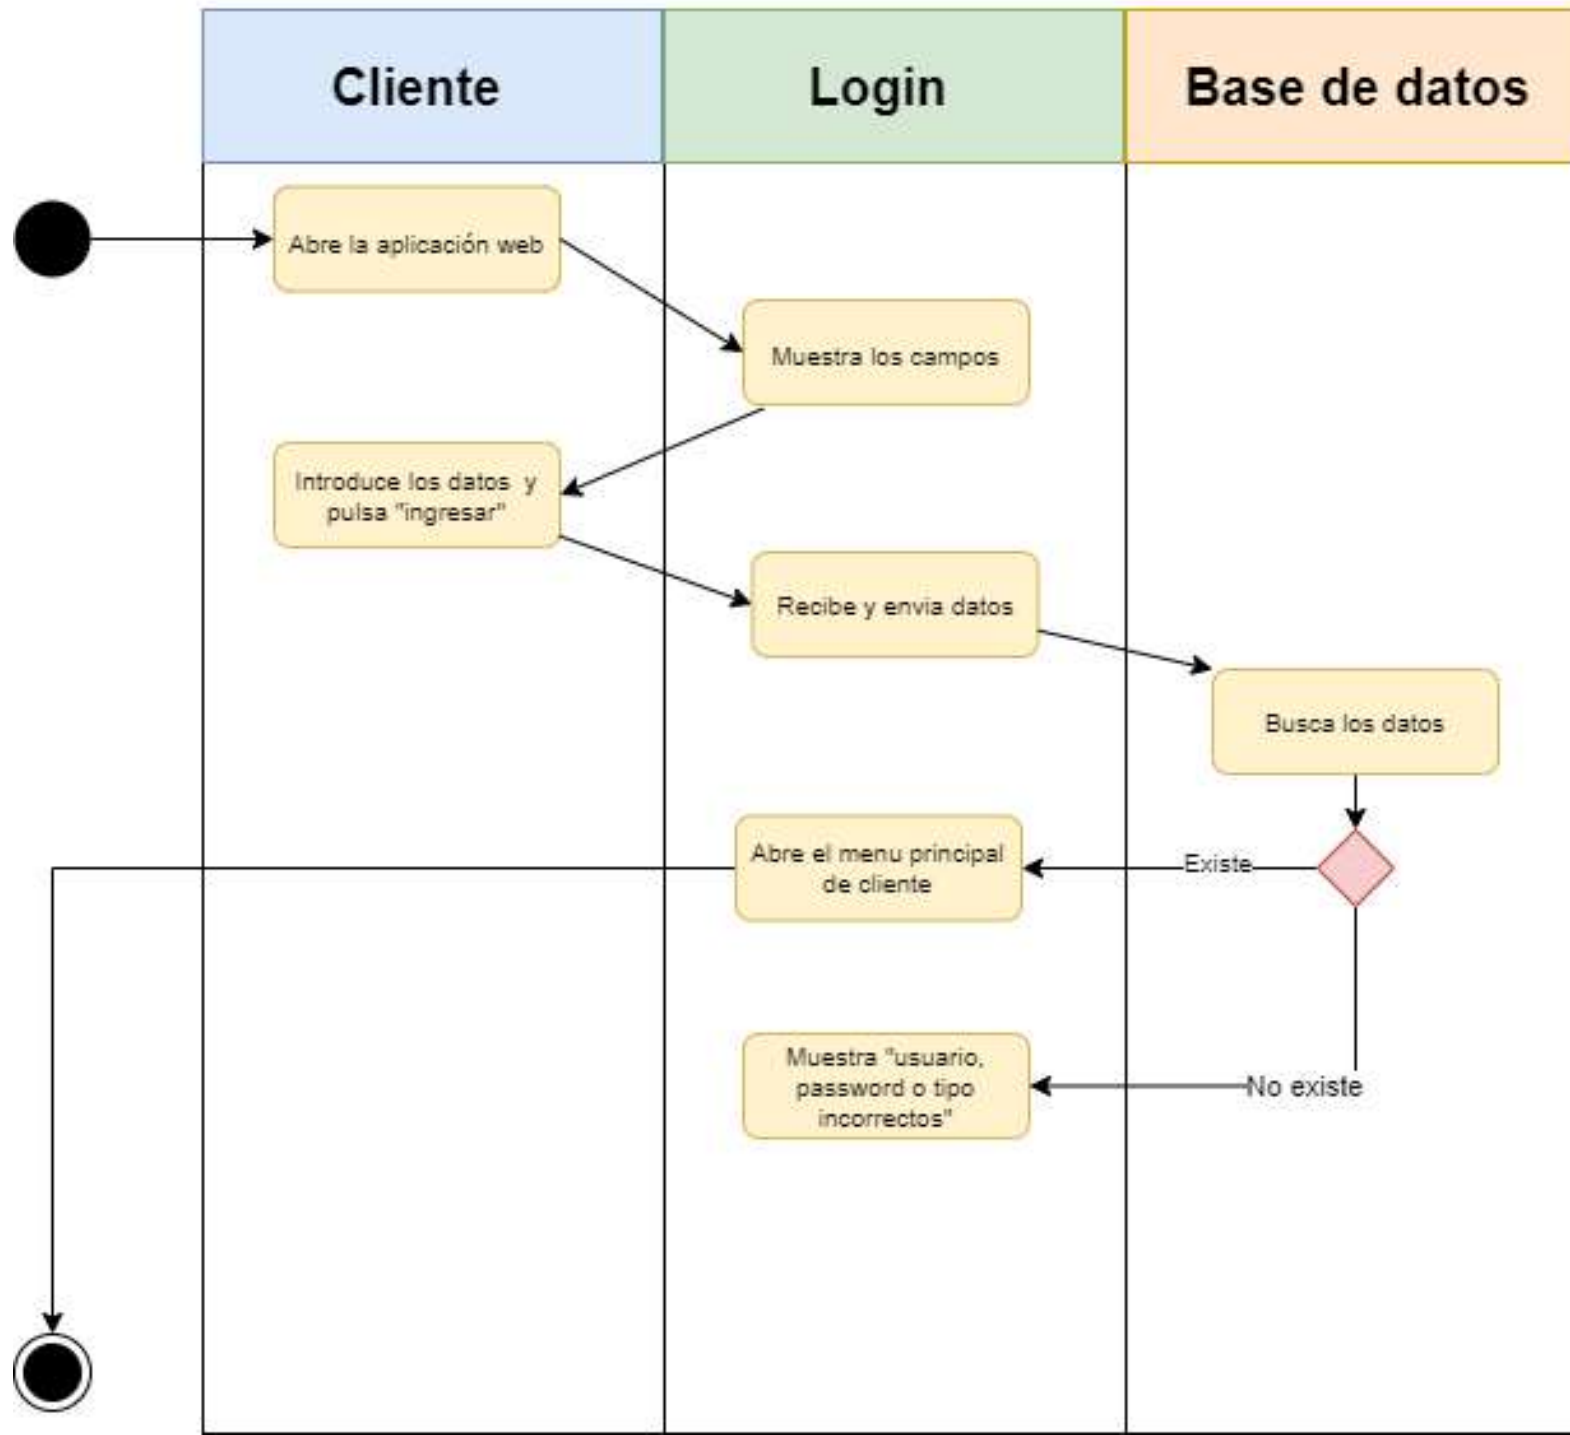 Cliente
Login
Base de datos
Abre la aplicación web
Muestra los campos
Introduce los datos y
pulsa "ingresar"
Recibe y envia datos
Busca los datos
Abre el menu principal
de cliente
Existe
Muestra "usuario,
password o tipo
incorrectos"
No existe